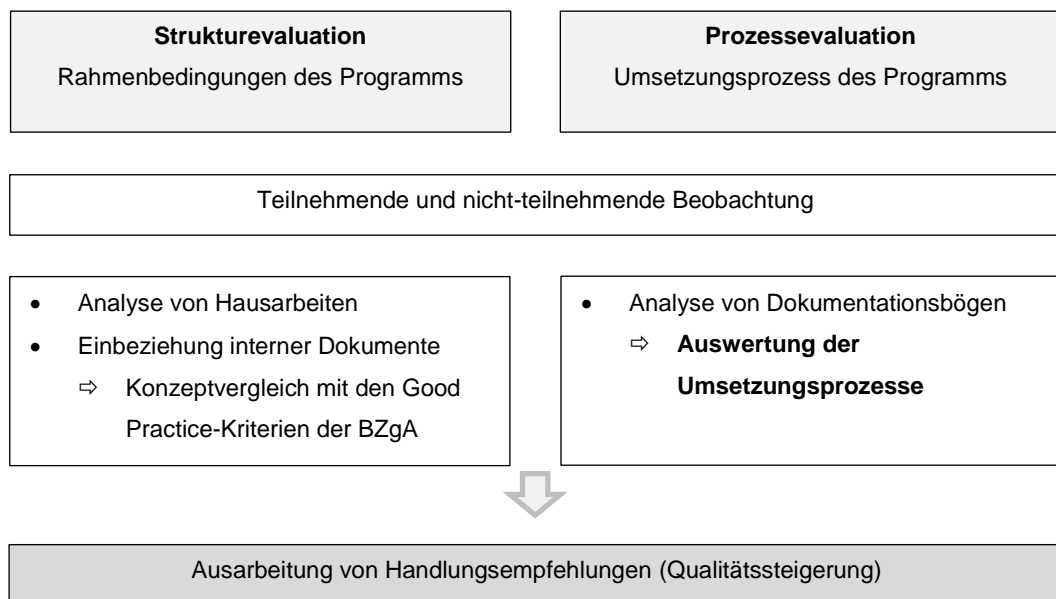 Strukturevaluation
Rahmenbedingungen des Programms
Prozessevaluation
Umsetzungsprozess des Programms
Teilnehmende und nicht-teilnehmende Beobachtung
• Analyse von Hausarbeiten
• Einbeziehung interner Dokumente
⇨ Konzeptvergleich mit den Good
Practice-Kriterien der BZgA
• Analyse von Dokumentationsbögen
⇨ Auswertung der
Umsetzungsprozesse
Ausarbeitung von Handlungsempfehlungen (Qualitätssteigerung)